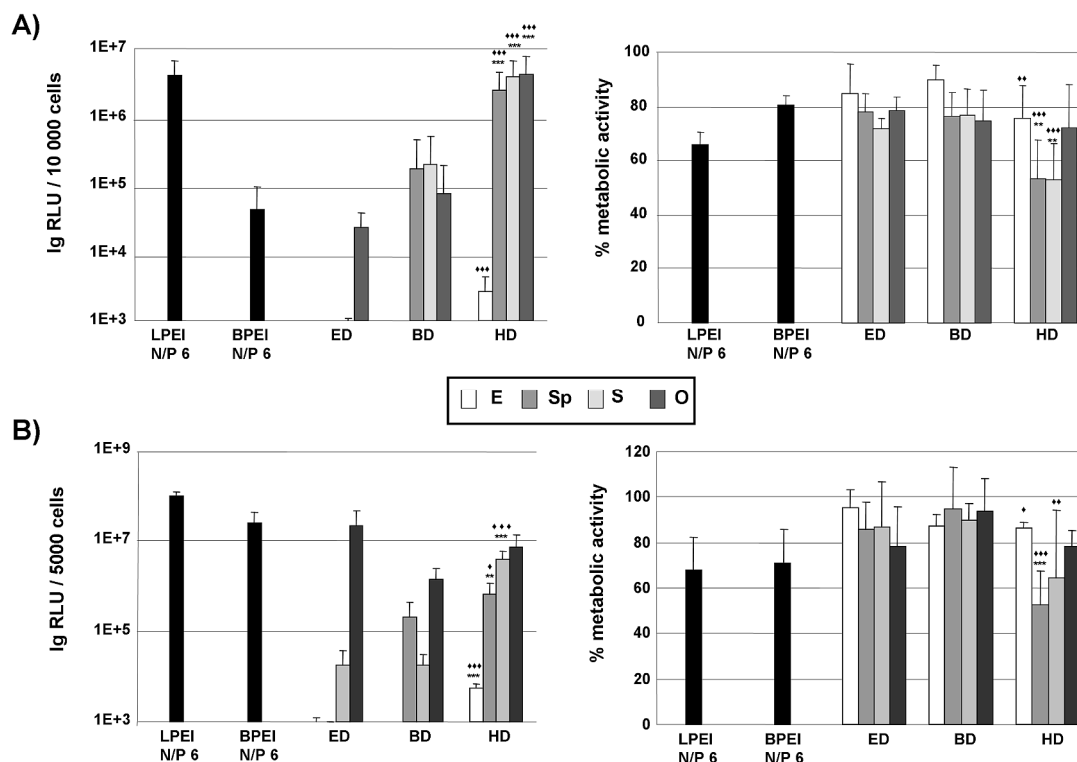 A)
lg RLU / 10 000 cells
1E+7
1E+6
1E+5
1E+4
1E+3
♦♦♦
♦♦♦
***
♦♦♦
***
♦♦♦
***
LPEI
N/P 6
BPEI
N/P 6
ED
BD
HD
% metabolic activity
100
80
60
40
20
0
♦♦
♦♦♦
**
♦♦♦
**
LPEI
N/P 6
BPEI
N/P 6
ED
BD
HD
E Sp S O
B)
lg RLU / 5000 cells
1E+9
1E+7
1E+5
1E+3
♦♦♦
***
♦
**
♦♦♦
***
LPEI
N/P 6
BPEI
N/P 6
ED
BD
HD
% metabolic activity
120
100
80
60
40
20
0
♦
♦♦♦
***
♦♦
LPEI
N/P 6
BPEI
N/P 6
ED
BD
HD